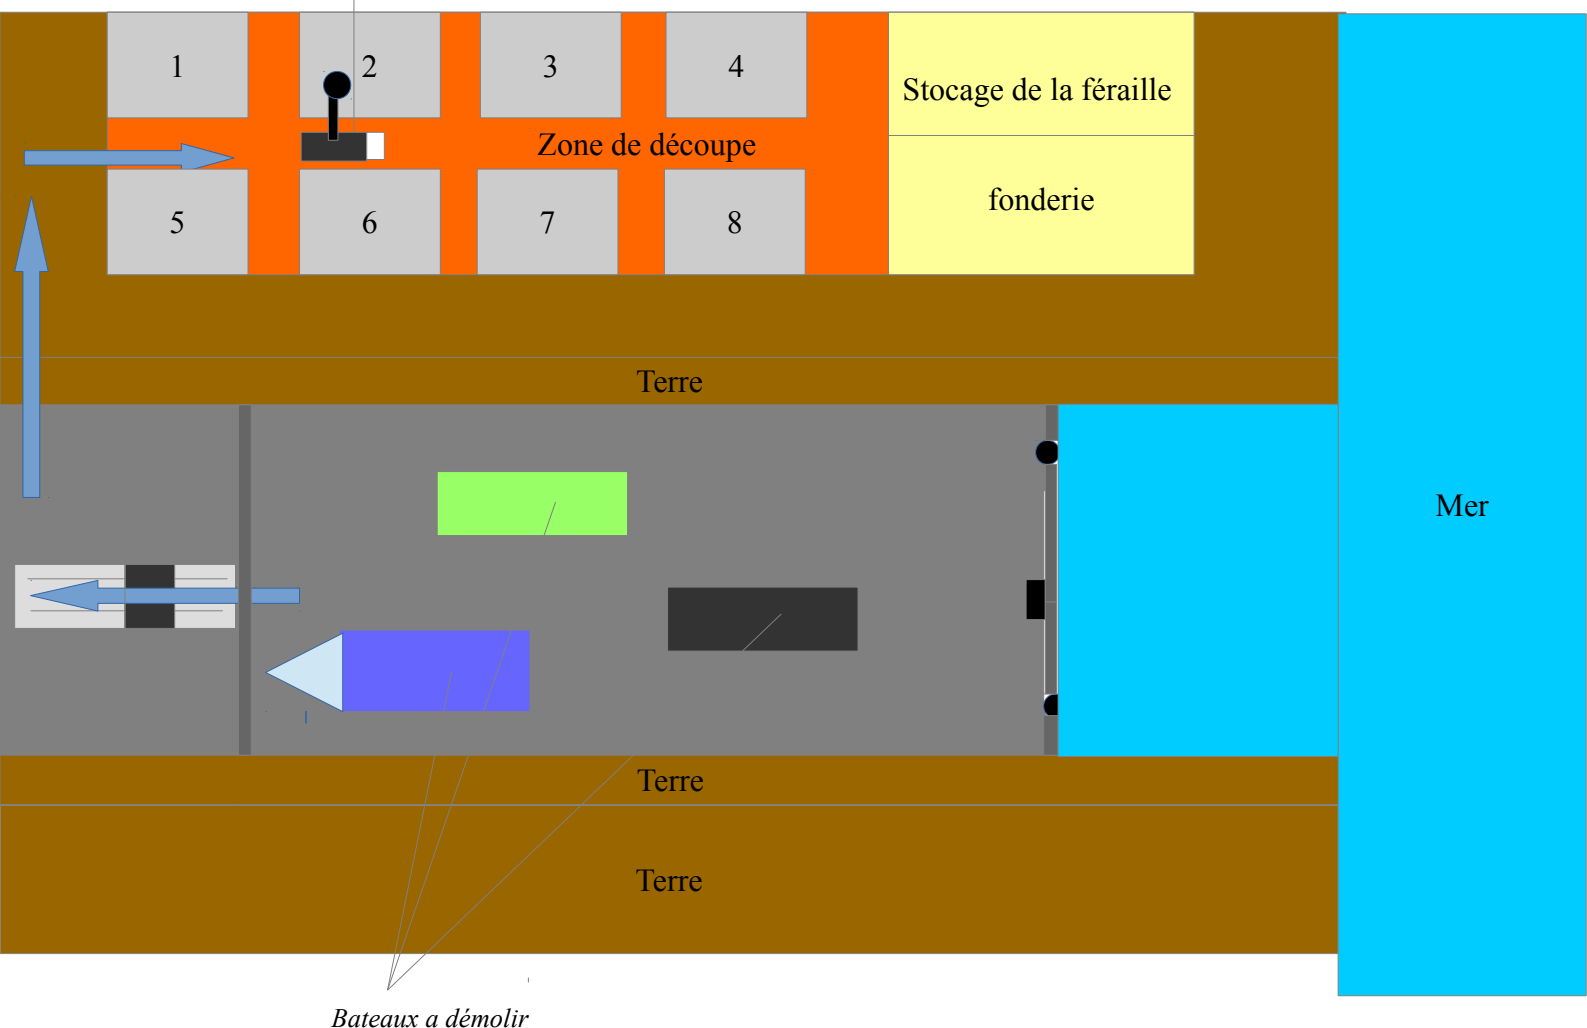 1
2
3
4
Stocage de la féraille
Zone de découpe
fonderie
5
6
7
8
Terre
Mer
Terre
Terre
Bateaux a démolir